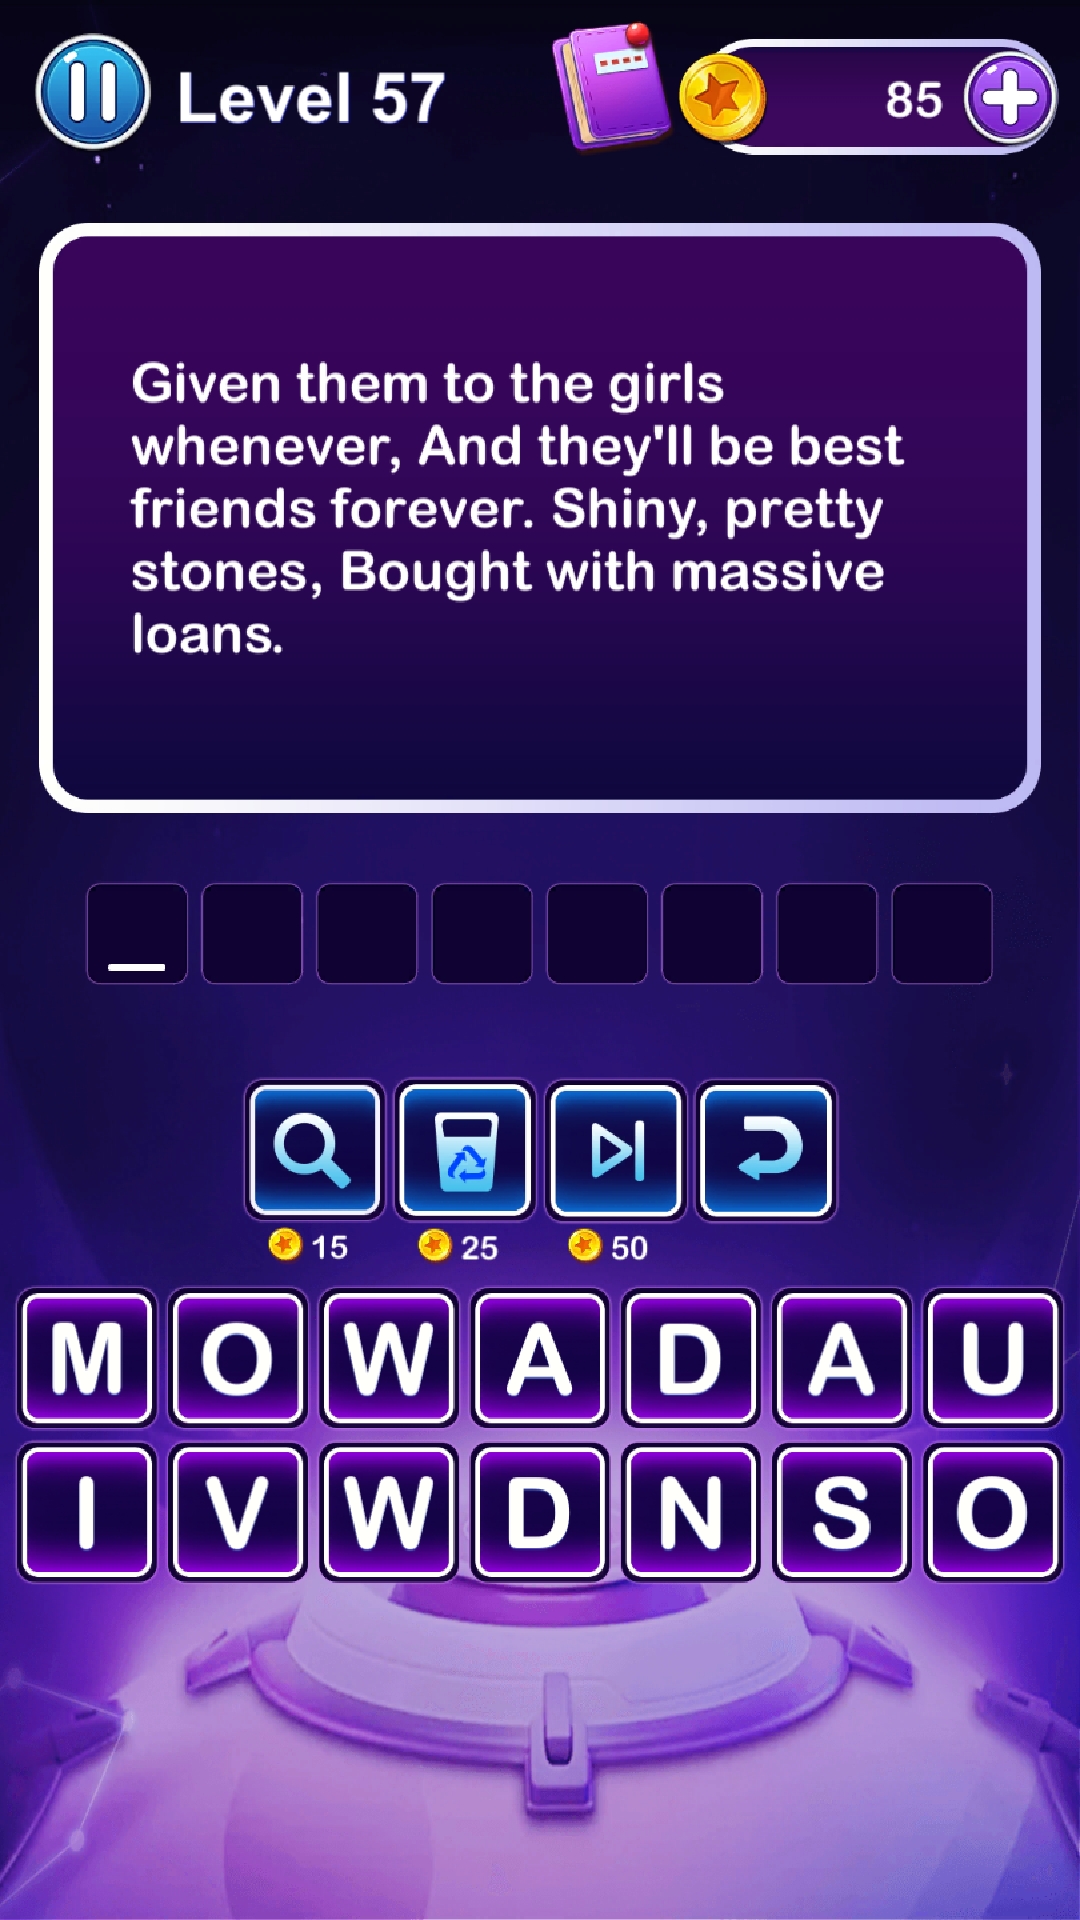 Level 57
85
Given them to the girls
whenever, And they'll be best
friends forever. Shiny, pretty
stones, Bought with massive
loans.
15 25 50
M O W A D A U
I V W D N S O